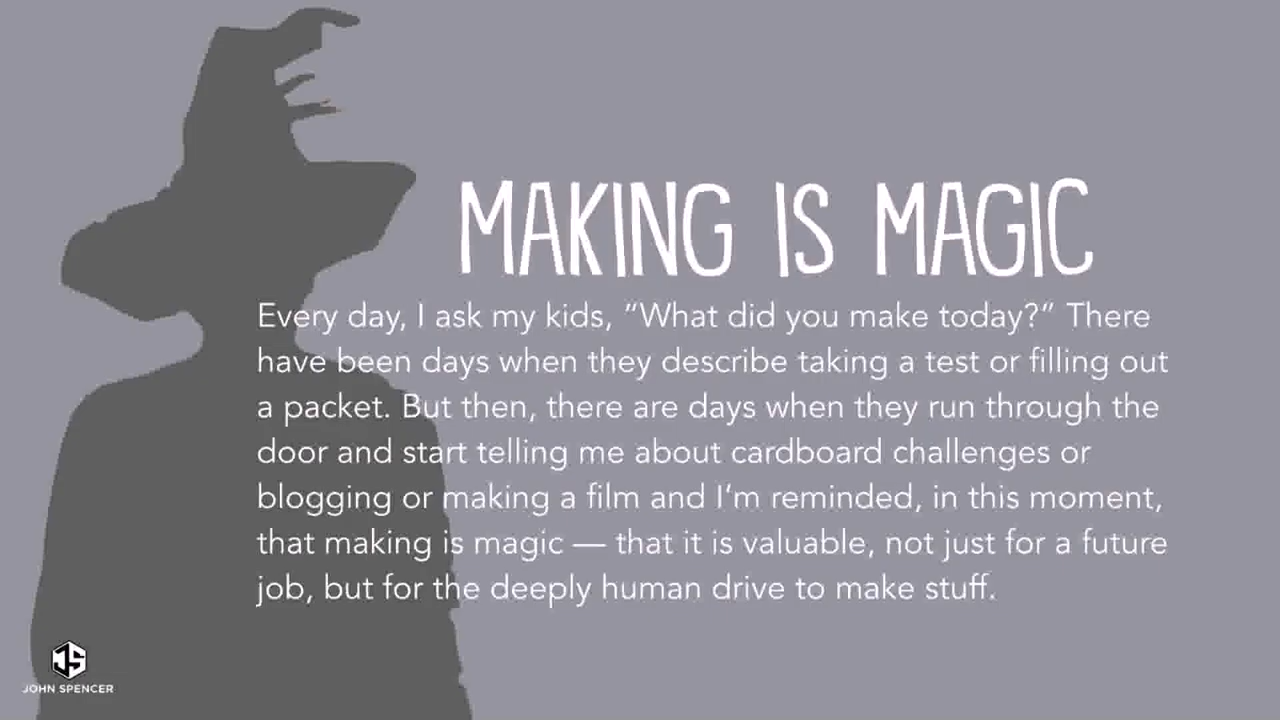 MAKING IS MAGIC
Every day, I ask my kids, “What did you make today?” There
have been days when they describe taking a test or filling out
a packet. But then, there are days when they run through the
door and start telling me about cardboard challenges or
blogging or making a film and I’m reminded, in this moment,
that making is magic — that it is valuable, not just for a future
job, but for the deeply human drive to make stuff.
JS
JOHN SPENCER